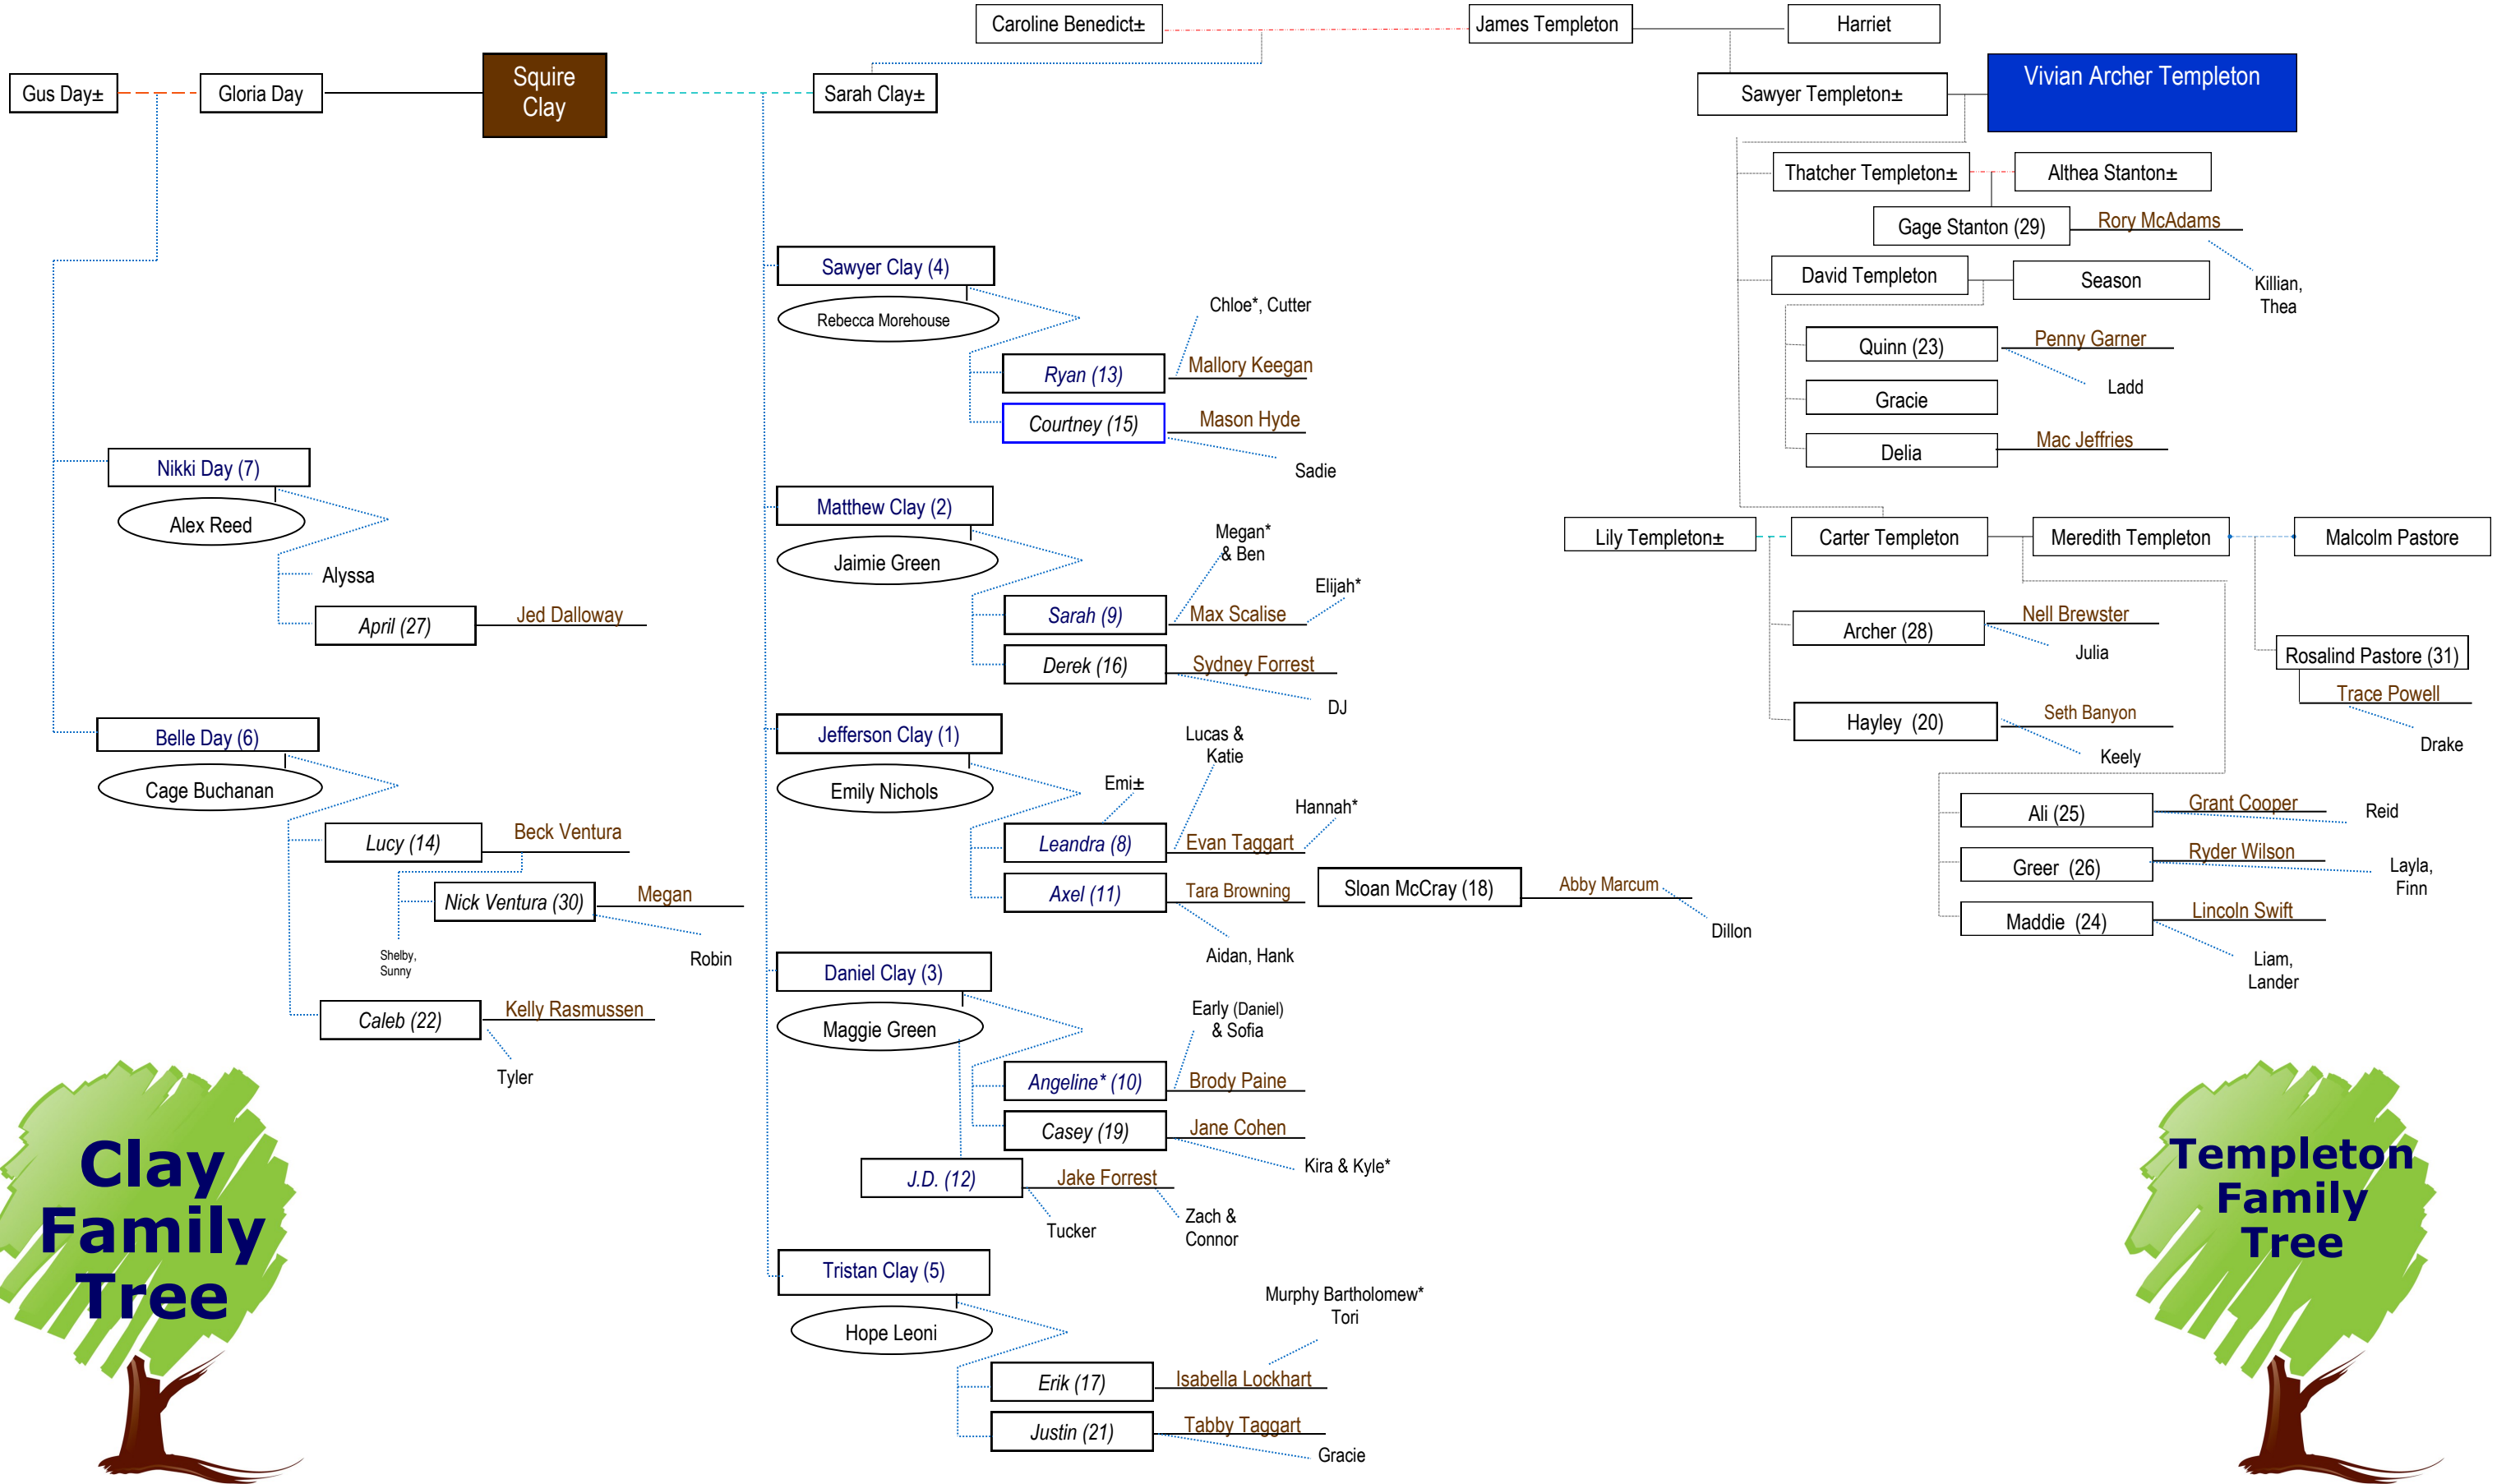 Caroline Benedict±
James Templeton
Harriet
Gus Day±
Gloria Day
Squire
Clay
Sarah Clay±
Sawyer Templeton±
Vivian Archer Templeton
Thatcher Templeton±
Althea Stanton±
Gage Stanton (29)
Rory McAdams
Killian,
Thea
David Templeton
Season
Quinn (23)
Penny Garner
Ladd
Gracie
Delia
Mac Jeffries
Sawyer Clay (4)
Rebecca Morehouse
Chloe*, Cutter
Ryan (13)
Mallory Keegan
Courtney (15)
Mason Hyde
Sadie
Nikki Day (7)
Alex Reed
Alyssa
April (27)
Jed Dalloway
Matthew Clay (2)
Jaimie Green
Megan*
& Ben
Elijah*
Sarah (9)
Max Scalise
Derek (16)
Sydney Forrest
DJ
Lily Templeton±
Carter Templeton
Meredith Templeton
Malcolm Pastore
Archer (28)
Nell Brewster
Julia
Rosalind Pastore (31)
Trace Powell
Drake
Hayley (20)
Seth Banyon
Keely
Belle Day (6)
Cage Buchanan
Lucy (14)
Beck Ventura
Nick Ventura (30)
Megan
Robin
Shelby,
Sunny
Caleb (22)
Kelly Rasmussen
Tyler
Jefferson Clay (1)
Emily Nichols
Lucas &
Katie
Emi±
Hannah*
Leandra (8)
Evan Taggart
Axel (11)
Tara Browning
Aidan, Hank
Sloan McCray (18)
Abby Marcum
Dillon
Ali (25)
Grant Cooper
Reid
Greer (26)
Ryder Wilson
Layla,
Finn
Maddie (24)
Lincoln Swift
Liam,
Lander
Daniel Clay (3)
Maggie Green
Early (Daniel)
& Sofia
Angeline* (10)
Brody Paine
Casey (19)
Jane Cohen
Kira & Kyle*
J.D. (12)
Jake Forrest
Tucker
Zach &
Connor
Tristan Clay (5)
Hope Leoni
Murphy Bartholomew*
Tori
Erik (17)
Isabella Lockhart
Justin (21)
Tabby Taggart
Gracie
Clay
Family
Tree
Templeton
Family
Tree